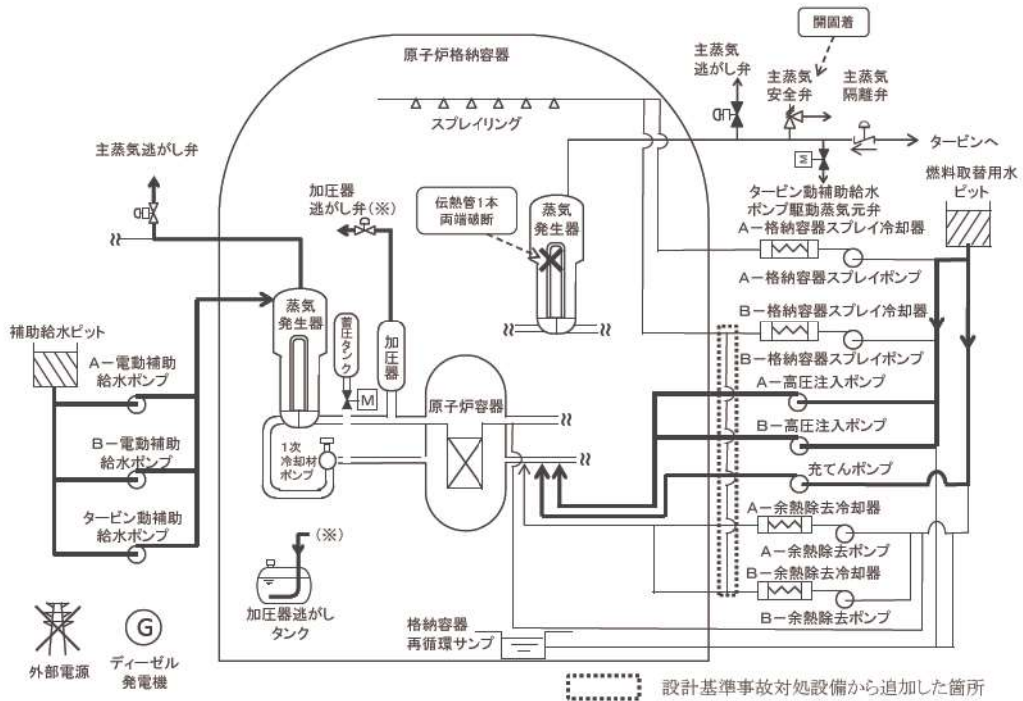 開固着
原子炉格納容器
主蒸気
逃がし弁
主蒸気
安全弁
主蒸気
隔離弁
スプレイリング
タービンへ
主蒸気逃がし弁
加圧器
逃がし弁(※)
伝熱管1本
両端破断
蒸気
発生器
M
タービン動補助給水
ポンプ駆動蒸気元弁
燃料取替用水
ピット
A-格納容器スプレイ冷却器
A-格納容器スプレイポンプ
補助給水ピット
蒸気
発生器
蓄圧タンク
加圧器
B-格納容器スプレイ冷却器
B-格納容器スプレイポンプ
A-電動補助
給水ポンプ
M
原子炉容器
A-高圧注入ポンプ
B-高圧注入ポンプ
B-電動補助
給水ポンプ
1次
冷却材
ポンプ
充てんポンプ
A-余熱除去冷却器
A-余熱除去ポンプ
タービン動補助
給水ポンプ
(※)
B-余熱除去冷却器
B-余熱除去ポンプ
加圧器逃がし
タンク
格納容器
再循環サンプ
外部電源
G
ディーゼル
発電機
設計基準事故対処設備から追加した箇所